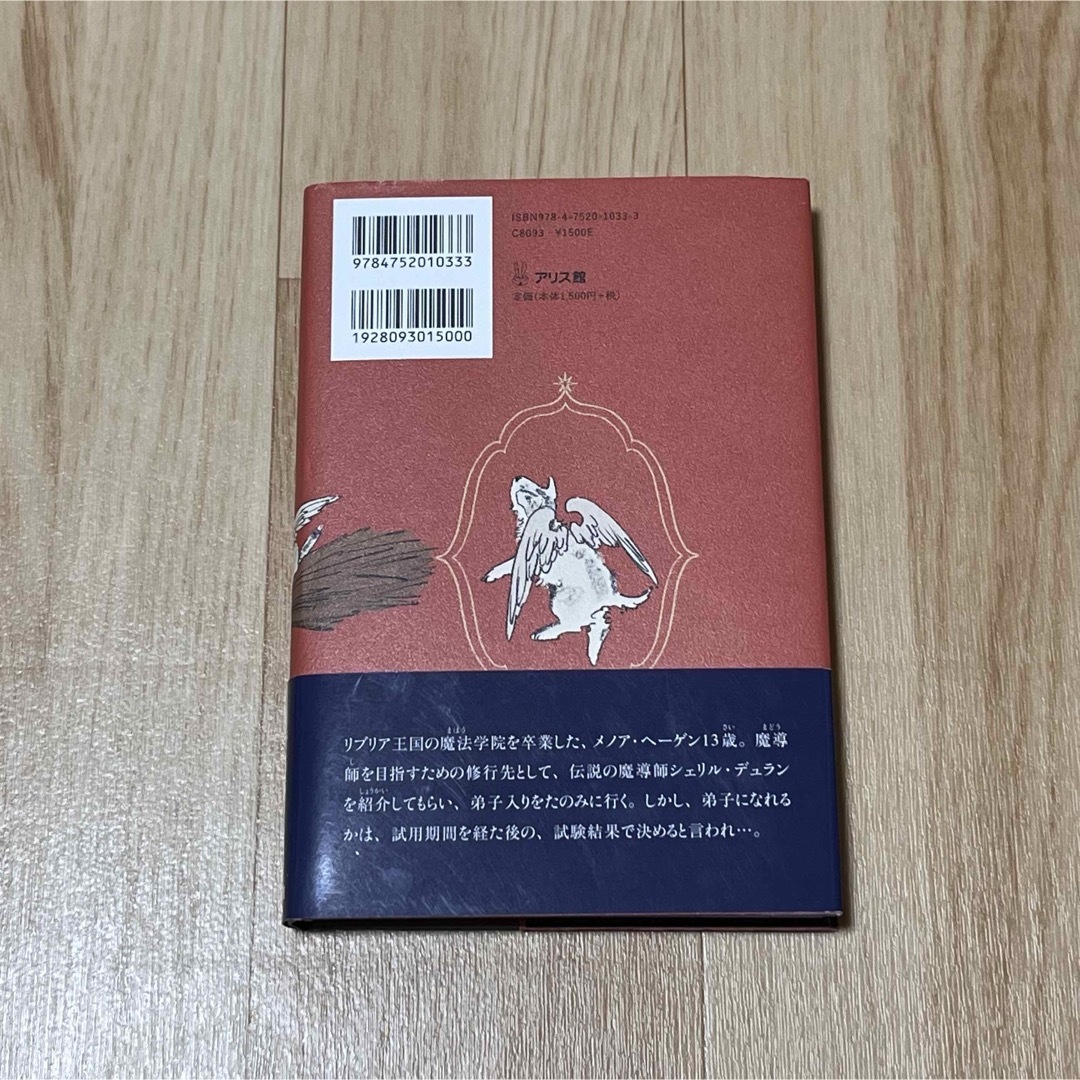 9784752010333
1928093015000
ISBN978-4-7520-1033-3
C8093 ¥1500E
アリス館
定価(本体1,500円+税)
リブリア王国の魔法学院を卒業した、メノア・ヘーゲン13歳。魔導
師を目指すための修行先として、伝説の魔導師シェリル・デュラン
を紹介してもらい、弟子入りをたのみに行く。しかし、弟子になれる
かは、試用期間を経た後の、試験結果で決めると言われ…。